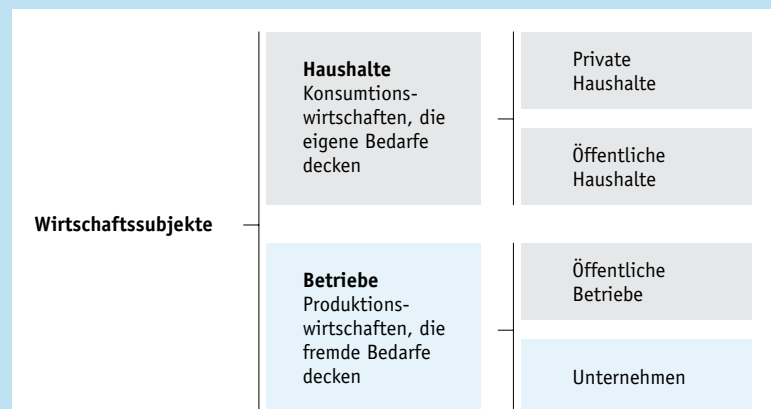 Wirtschaftssubjekte
Haushalte
Konsumtions-
wirtschaften, die
eigene Bedarfe
decken
Private
Haushalte
Öffentliche
Haushalte
Betriebe
Produktions-
wirtschaften, die
fremde Bedarfe
decken
Öffentliche
Betriebe
Unternehmen